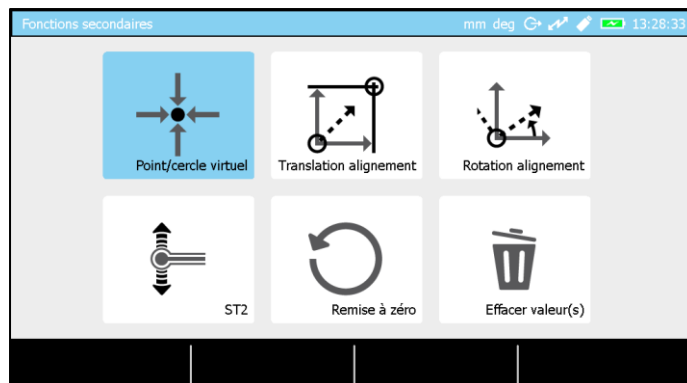 Fonctions secondaires mm deg 13:28:33
Point/cercle virtuel Translation alignement Rotation alignement
ST2 Remise à zéro Effacer valeur(s)